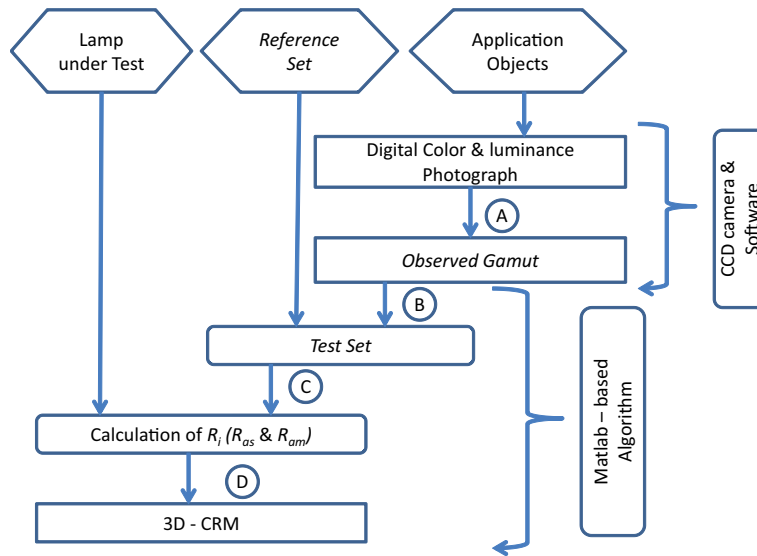 Lamp
under Test
Reference
Set
Application
Objects
Digital Color & luminance
Photograph
A
Observed Gamut
B
Test Set
C
Calculation of Ri (Ras & Ram)
D
3D - CRM
CCD camera &
Software
Matlab – based
Algorithm